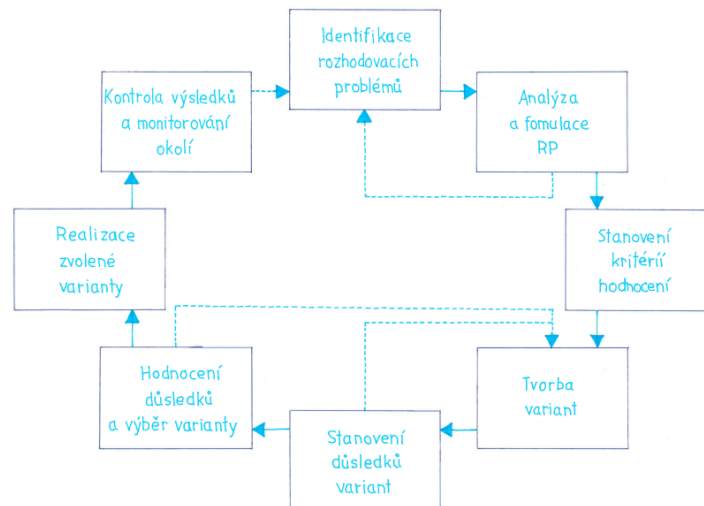 Identifikace
rozhodovacích
problémů
Analýza
a fomulace
RP
Stanovení
kritérií
hodnocení
Tvorba
variant
Stanovení
důsledků
variant
Hodnocení
důsledků
a výběr varianty
Realizace
zvolené
varianty
Kontrola výsledků
a monitorování
okolí